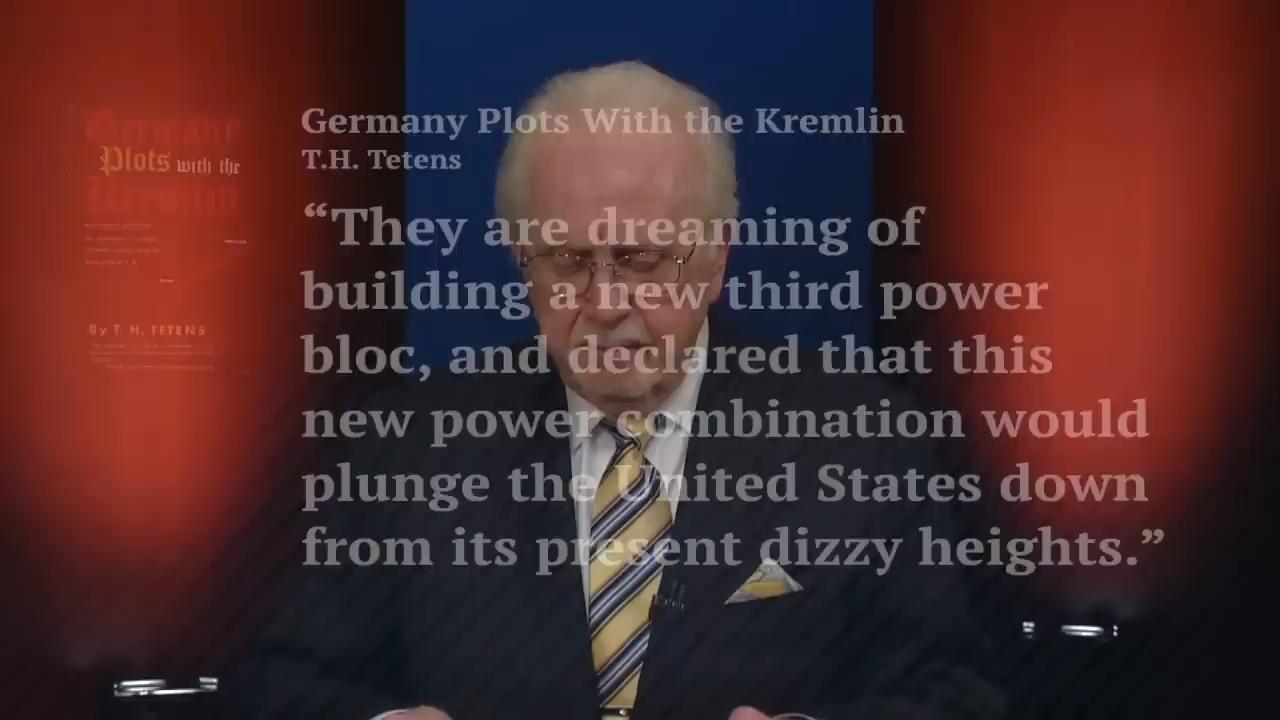 Germany Plots With the Kremlin
T.H. Tetens
“They are dreaming of
building a new third power
bloc, and declared that this
new power combination would
plunge the United States down
from its present dizzy heights.”
Germany
Plots with the
Kremlin
By T. H. TETENS